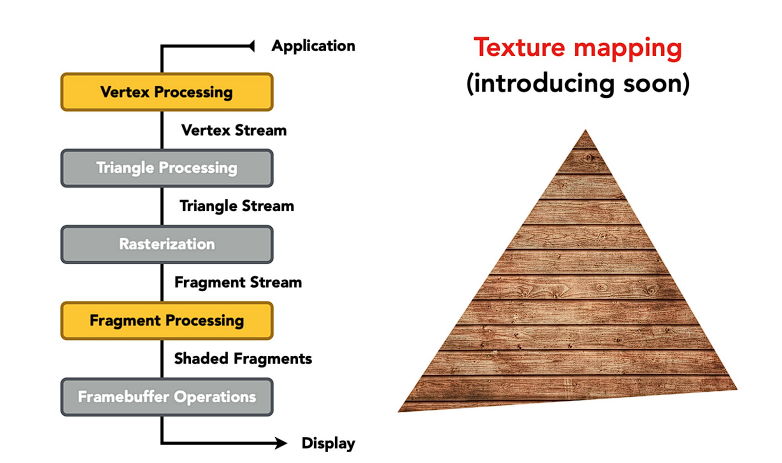 Application
Vertex Processing
Vertex Stream
Triangle Processing
Triangle Stream
Rasterization
Fragment Stream
Fragment Processing
Shaded Fragments
Framebuffer Operations
Display
Texture mapping
(introducing soon)